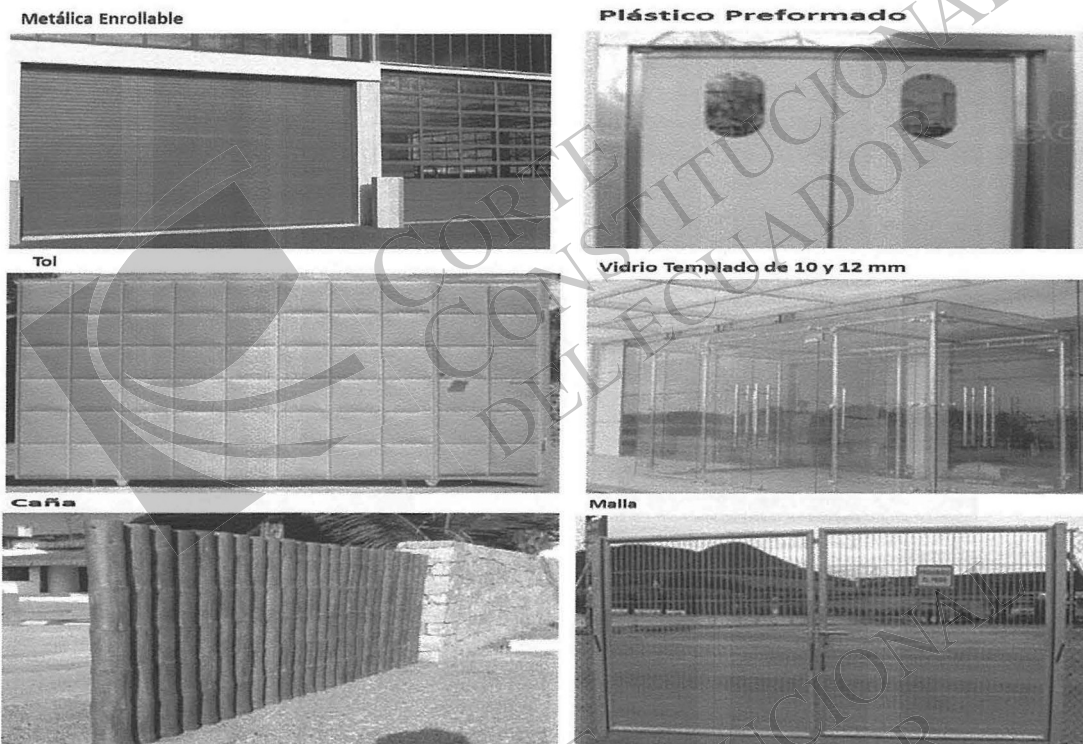 Metálica Enrollable
Plástico Preformado
Tol
Vidrio Templado de 10 y 12 mm
Caña
Malla
CORTE
CONSTITUCIONAL
DEL ECUADOR